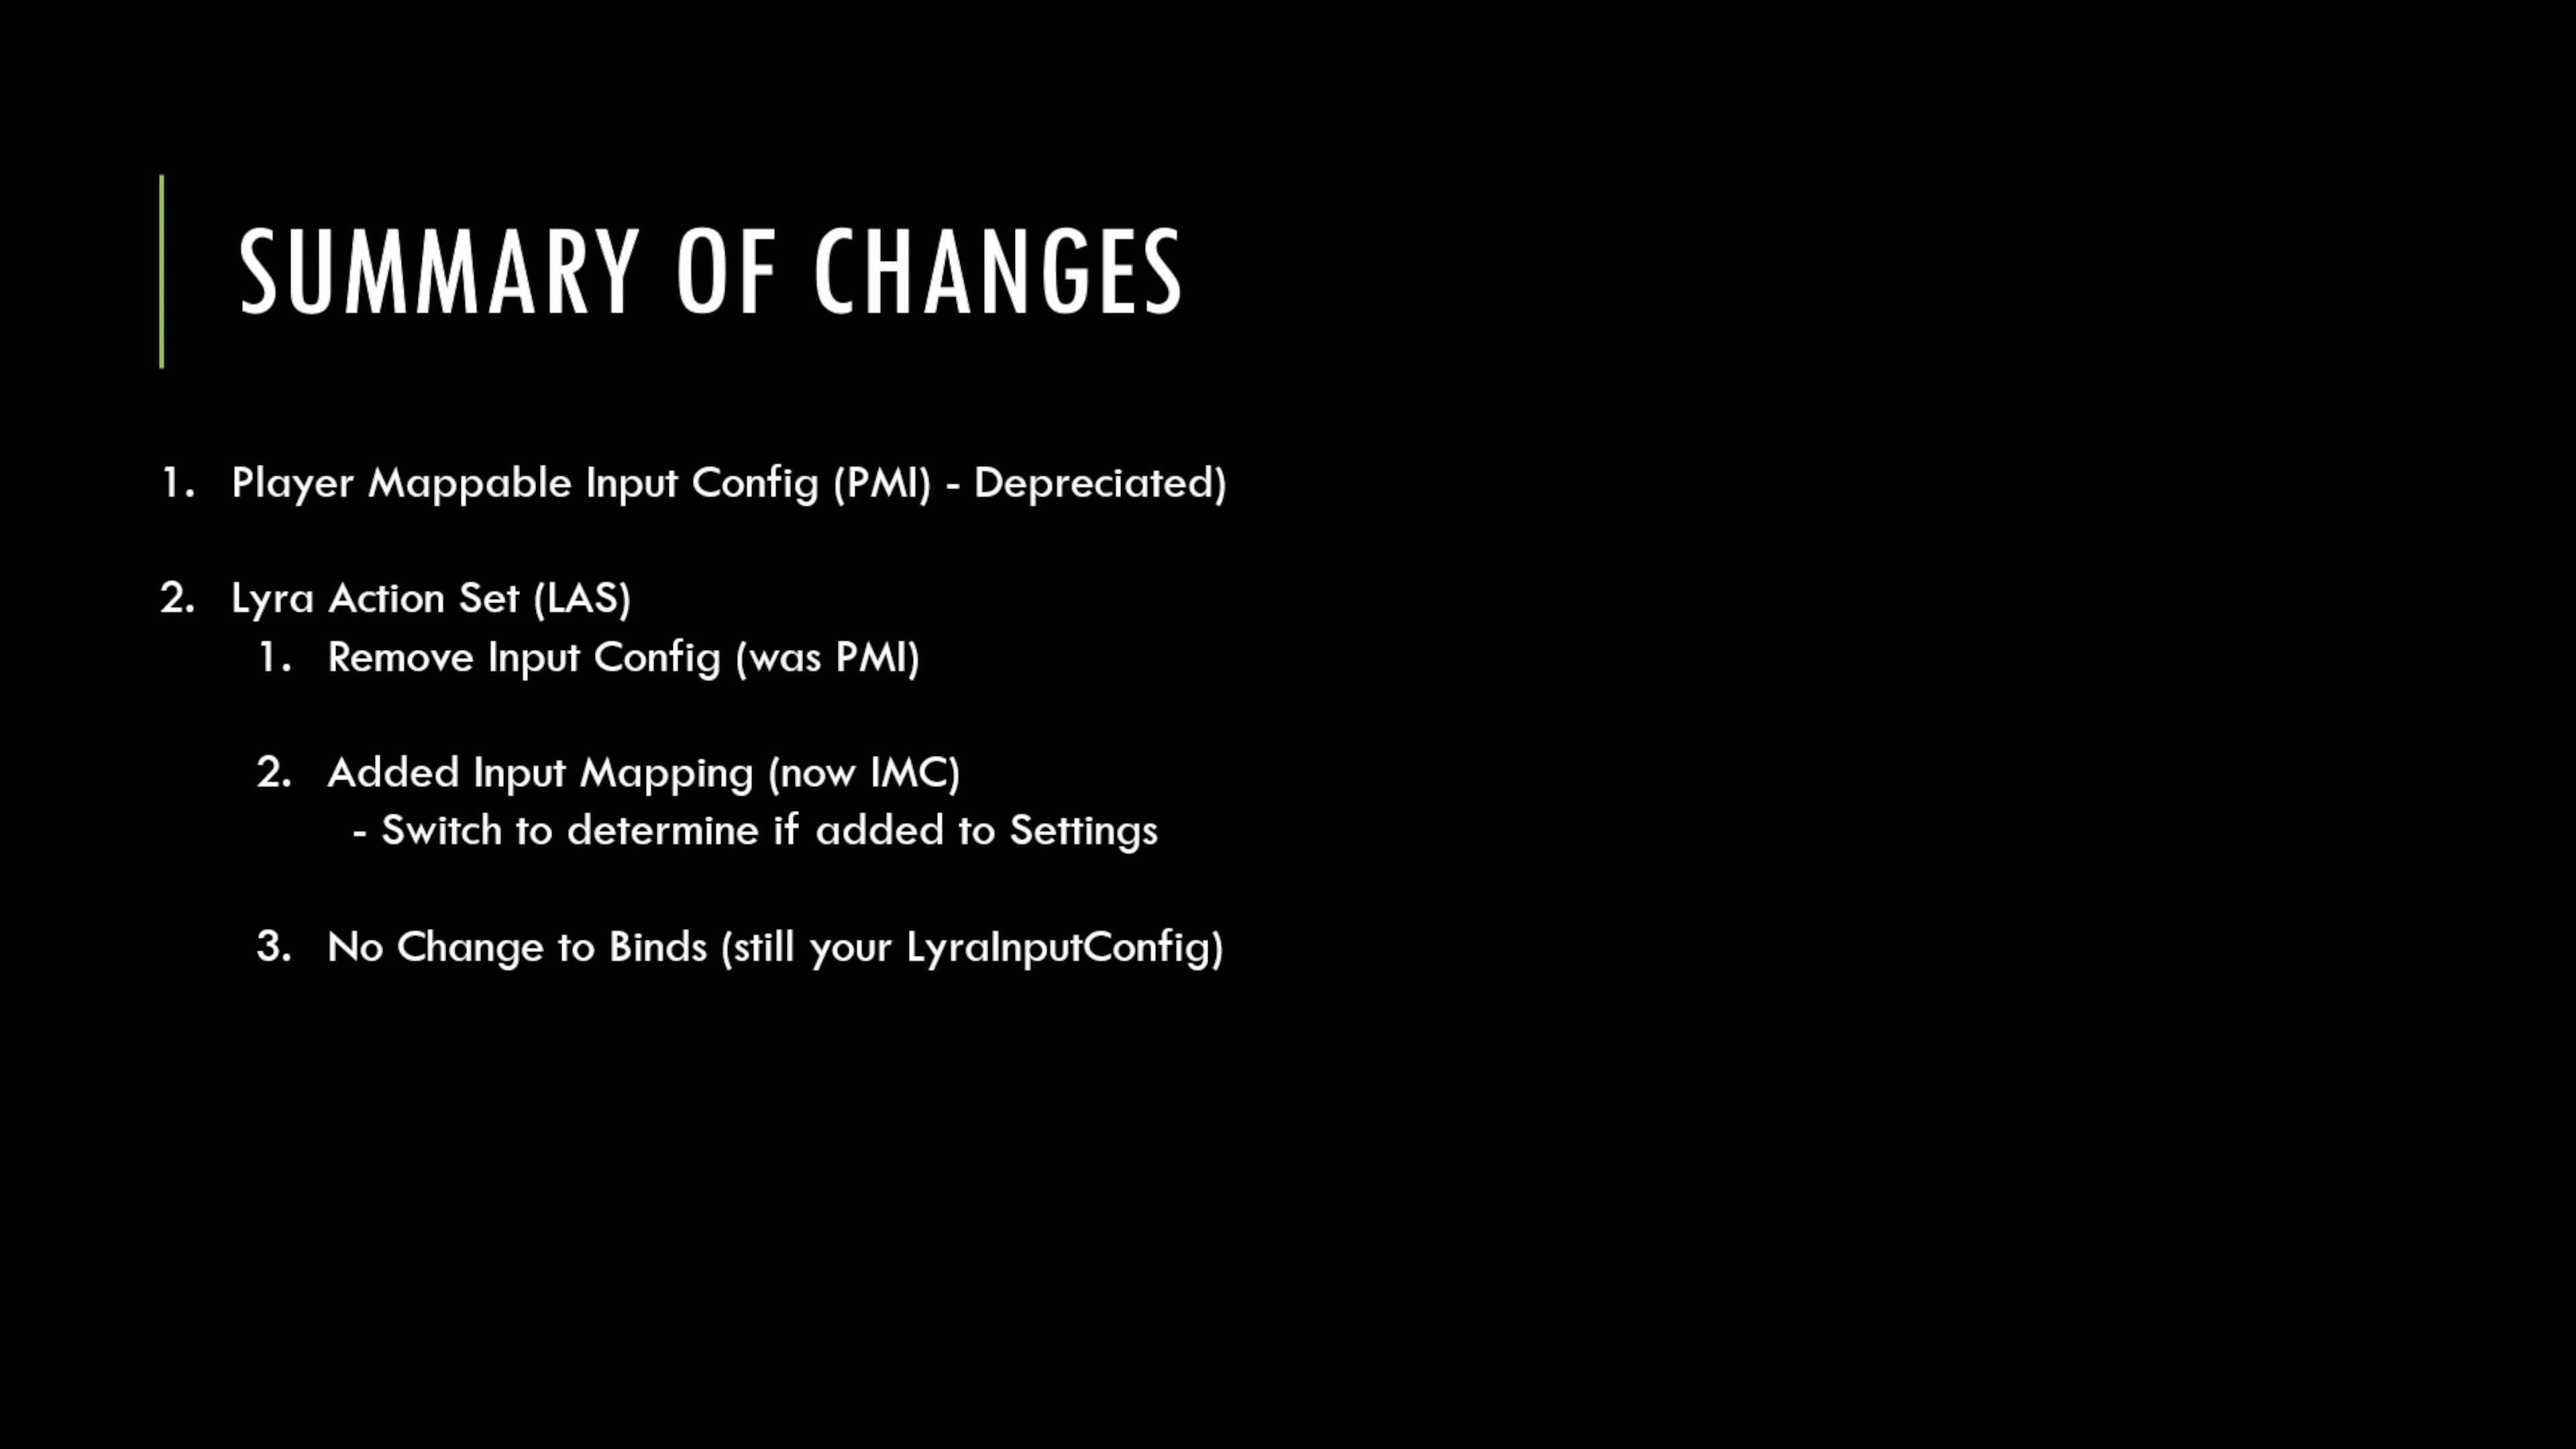 SUMMARY OF CHANGES
1. Player Mappable Input Config (PMI) - Depreciated)
2. Lyra Action Set (LAS)
1. Remove Input Config (was PMI)
2. Added Input Mapping (now IMC)
- Switch to determine if added to Settings
3. No Change to Binds (still your LyraInputConfig)